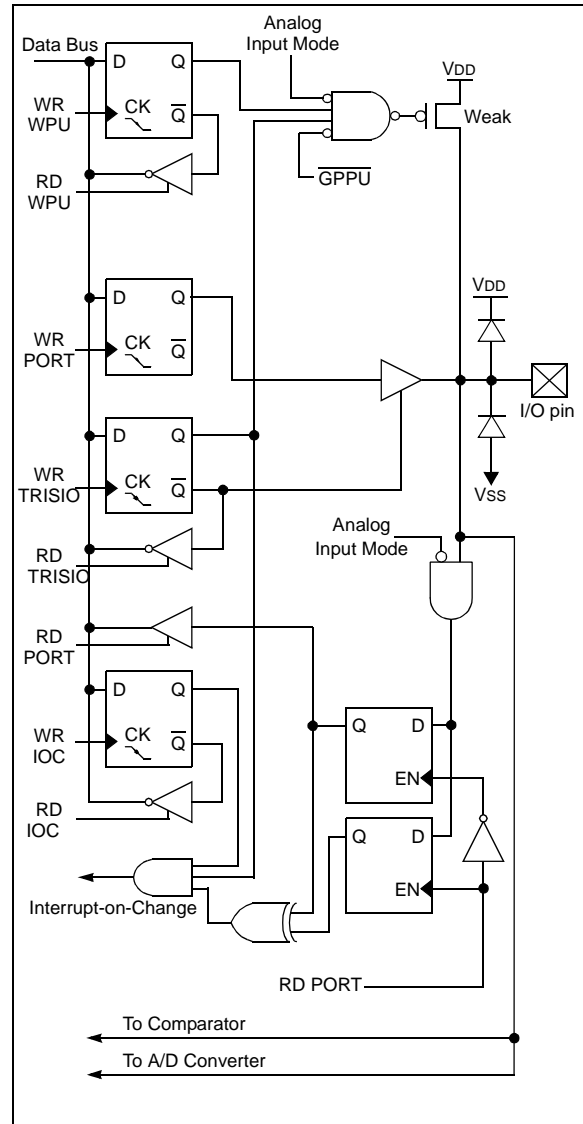 Analog
Input Mode
Data Bus
D Q
VDD
WR
WPU
CK
Q
Weak
RD
WPU
GPPU
D Q
VDD
WR
PORT
CK
Q
I/O pin
D Q
WR
TRISIO
CK
Q
VSS
Analog
Input Mode
RD
TRISIO
RD
PORT
D Q
Q D
WR
IOC
CK
Q
EN
RD
IOC
Q D
EN
Interrupt-on-Change
RD PORT
To Comparator
To A/D Converter